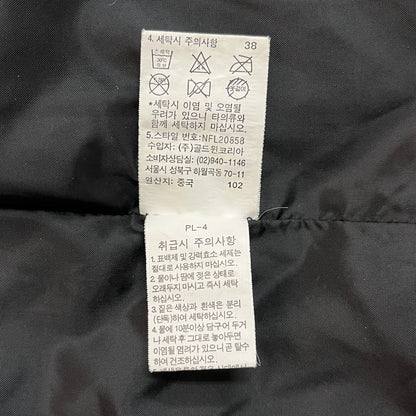 4. 세탁시 주의사항 38
*세탁시 이염 및 오염될
우려가 있으니 타의류와
함께 세탁하지 마십시오.
5. 스타일 번호:NFL20858
수입자: (주)골드윈코리아
소비자상담실: (02)940-1146
서울시 성북구 하월곡동 70-11
원산지: 중국 102
PL-4
취급시 주의사항
1. 표백제 및 강력효소 세제는
절대로 사용하지 마십시오.
2. 물이나 땀에 젖은 상태로
오래두지 마시고 즉시 세탁
하십시오.
3. 짙은 색상과 흰색은 분리
(단독)하여 세탁하십시오.
4. 물에 10분이상 담구어 두거
나 세탁 후 그대로 놓아두면
이염될 염려가 있으니 곧 탈수
하여 건조하십시오.